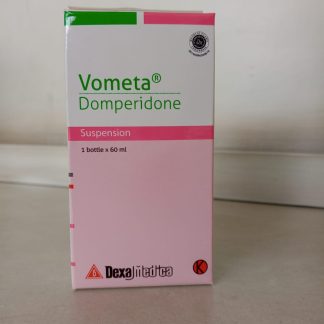 Vometa®
Domperidone
Suspension
1 bottle x 60 ml
Dexa Medica
K